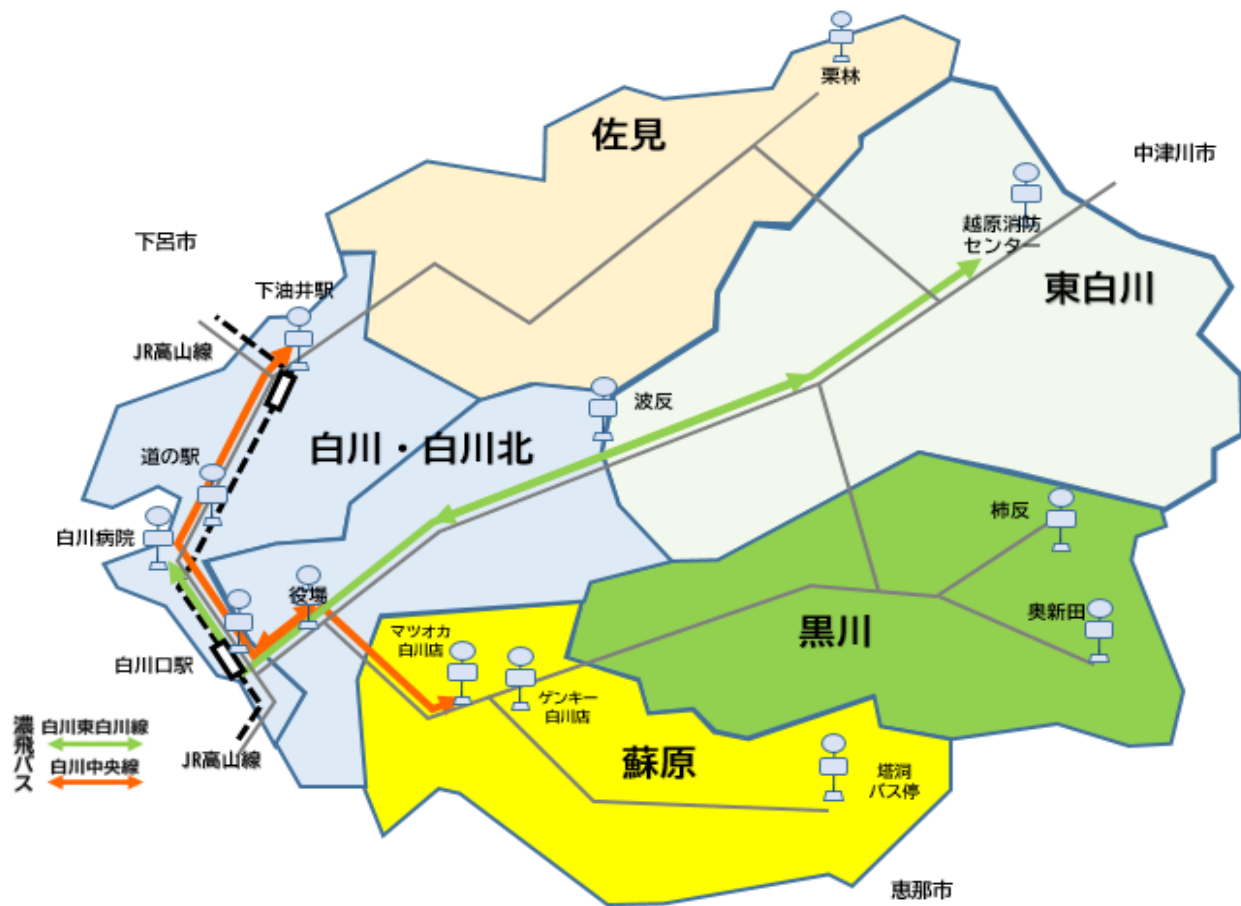 栗林
佐見
中津川市
越原消防
センター
下呂市
東白川
下油井駅
JR高山線
波反
白川・白川北
道の駅
柿反
白川病院
役場
奥新田
マツオカ
白川店
黒川
白川口駅
ゲンキー
白川店
濃飛バス
白川東白川線
蘇原
JR高山線
白川中央線
塔洞
バス停
恵那市